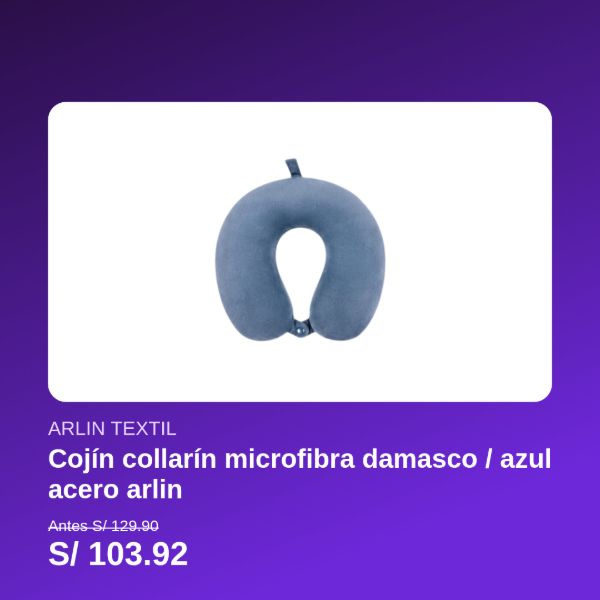 ARLIN TEXTIL
Cojín collarín microfibra damasco / azul
acero arlin
Antes S/ 129.90
S/ 103.92